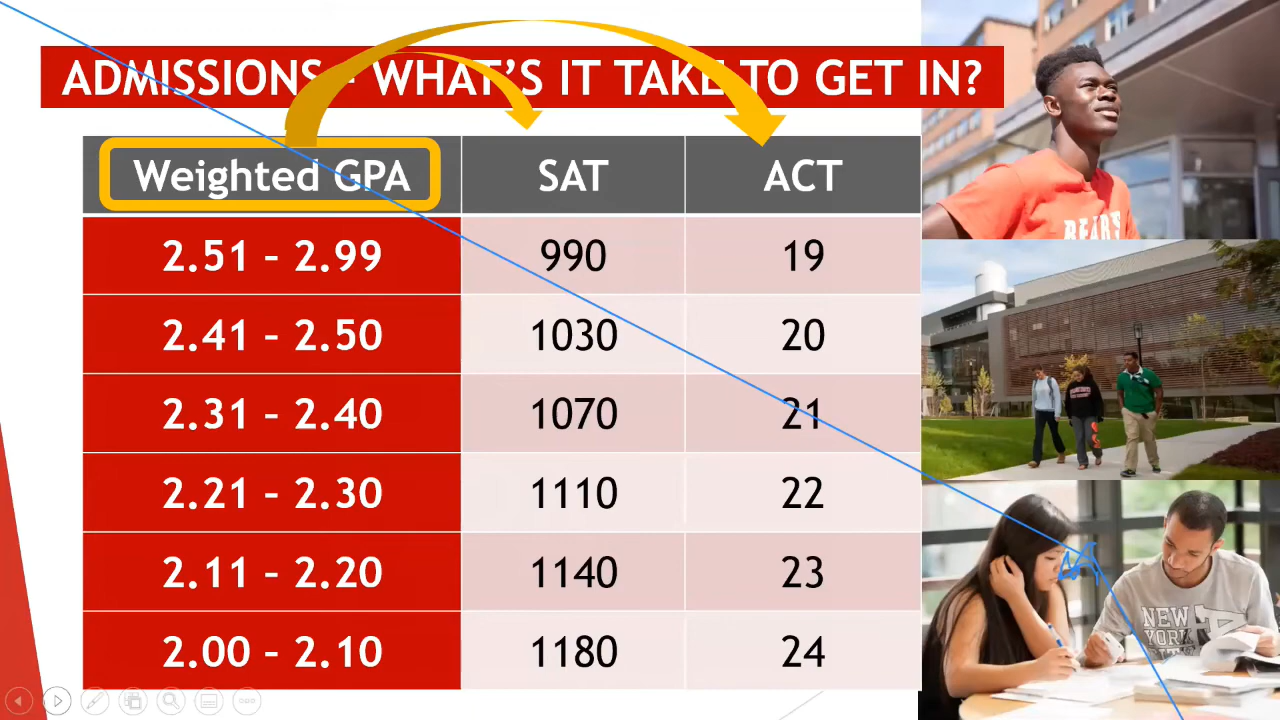 ADMISSIONS - WHAT'S IT TAKE TO GET IN?
Weighted GPA SAT ACT
2.51 – 2.99 990 19
2.41 – 2.50 1030 20
2.31 – 2.40 1070 21
2.21 – 2.30 1110 22
2.11 – 2.20 1140 23
2.00 – 2.10 1180 24
BEARS
NEW
YORK